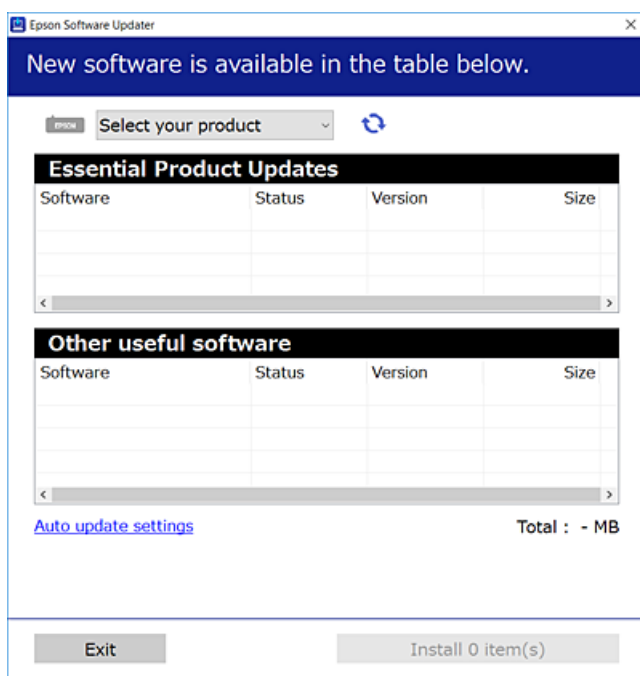 Epson Software Updater
New software is available in the table below.
EPSON Select your product
Essential Product Updates
Software Status Version Size
Other useful software
Software Status Version Size
Auto update settings Total : - MB
Exit Install 0 item(s)